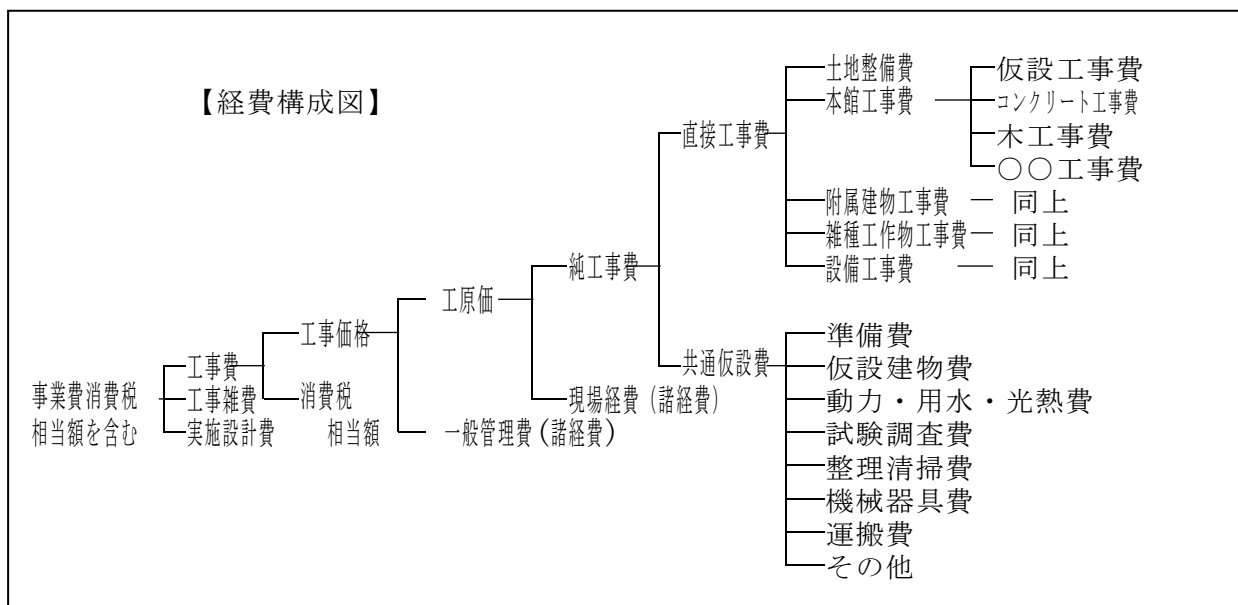 土地整備費
仮設工事費
【経費構成図】
本館工事費
コンクリート工事費
直接工事費
木工事費
○○工事費
附属建物工事費 同上
雑種工作物工事費 同上
純工事費
設備工事費 同上
工原価
工事価格
準備費
工事費
共通仮設費
仮設建物費
事業費消費税
工事雑費
消費税
現場経費(諸経費)
動力・用水・光熱費
相当額を含む
実施設計費
相当額
一般管理費(諸経費)
試験調査費
整理清掃費
機械器具費
運搬費
その他